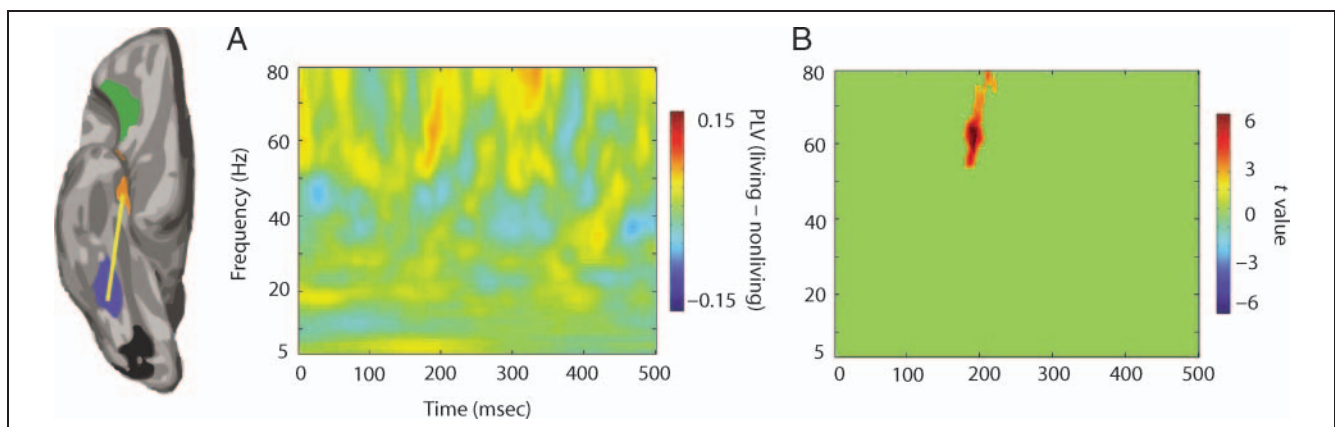 A
80
60
40
20
5
Frequency (Hz)
0 100 200 300 400 500
Time (msec)
0.15
−0.15
PLV (living − nonliving)
B
80
60
40
20
5
0 100 200 300 400 500
6
3
0
−3
−6
t value